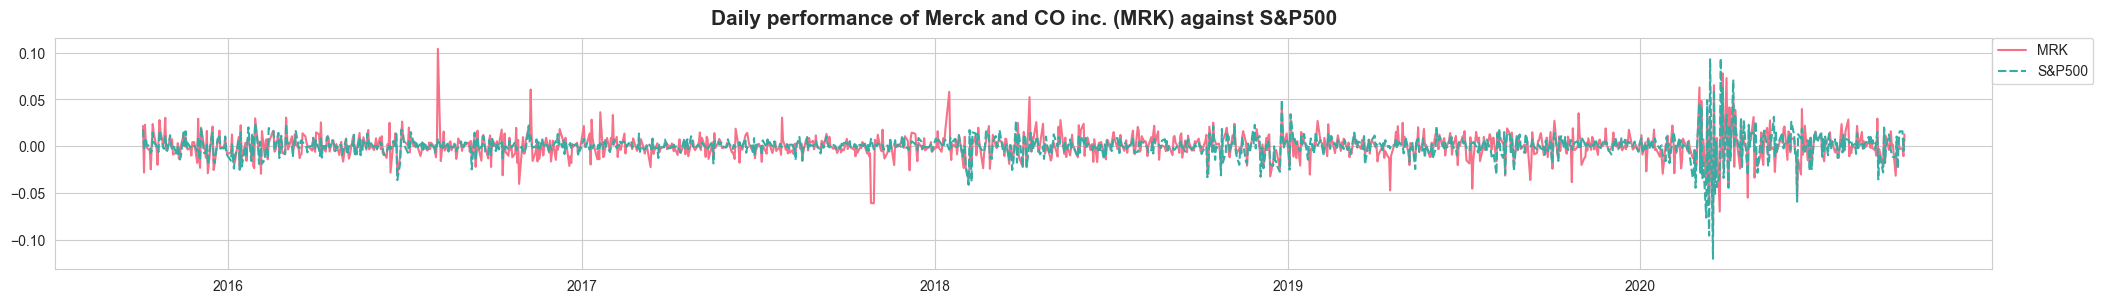 Daily performance of Merck and CO inc. (MRK) against S&P500
0.10
0.05
0.00
−0.05
−0.10
2016 2017 2018 2019 2020
MRK
S&P500